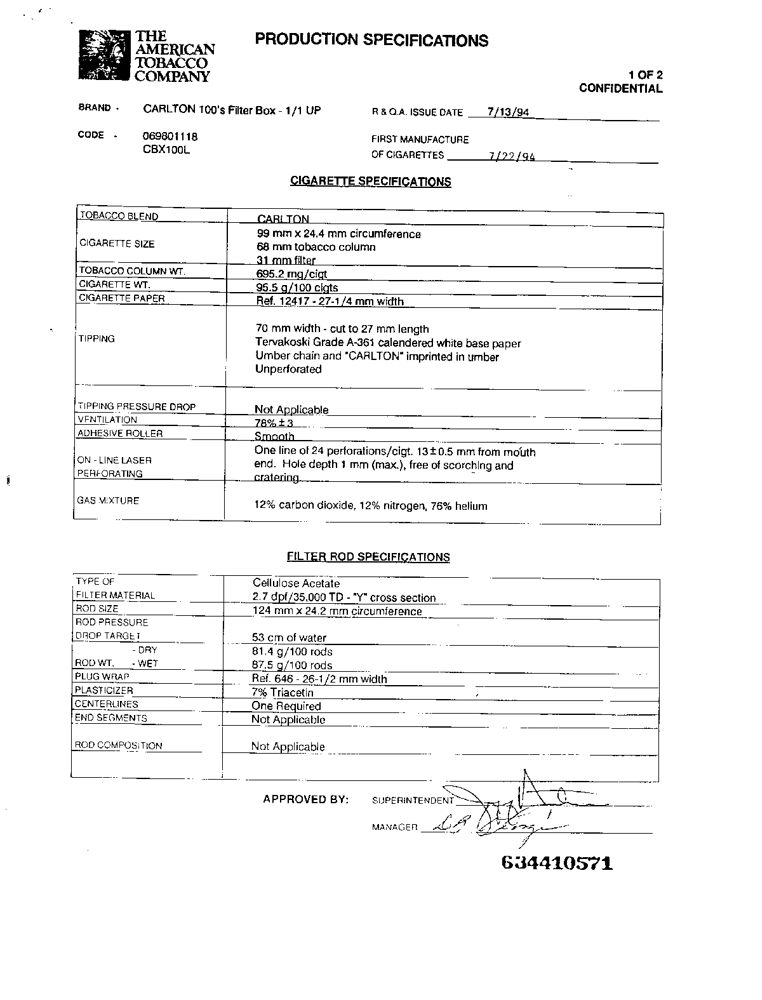 THE
AMERICAN
TOBACCO
COMPANY
PRODUCTION SPECIFICATIONS
1 OF 2
CONFIDENTIAL
BRAND - CARLTON 100's Filter Box - 1/1 UP
R & Q.A. ISSUE DATE 7/13/94
CODE - 069801118
CBX100L
FIRST MANUFACTURE
OF CIGARETTES 7/22/94
CIGARETTE SPECIFICATIONS
TOBACCO BLEND CARLTON
CIGARETTE SIZE 99 mm x 24.4 mm circumference
68 mm tobacco column
31 mm filter
TOBACCO COLUMN WT. 695.2 mg/cigt
CIGARETTE WT. 95.5 g/100 cigts
CIGARETTE PAPER Ref. 12417 - 27-1/4 mm width
TIPPING 70 mm width - cut to 27 mm length
Tervakoski Grade A-361 calendered white base paper
Umber chain and "CARLTON" imprinted in umber
Unperforated
TIPPING PRESSURE DROP Not Applicable
VENTILATION 76% ± 3
ADHESIVE ROLLER Smooth
ON - LINE LASER
PERFORATING
One line of 24 perforations/cigt. 13±0.5 mm from mouth
end. Hole depth 1 mm (max.), free of scorching and
cratering
GAS MIXTURE 12% carbon dioxide, 12% nitrogen, 76% helium
FILTER ROD SPECIFICATIONS
TYPE OF Cellulose Acetate
FILTER MATERIAL 2.7 dpf/35,000 TD - "Y" cross section
ROD SIZE 124 mm x 24.2 mm circumference
ROD PRESSURE
DROP TARGET 53 cm of water
- DRY 81.4 g/100 rods
ROD WT. - WET 87.5 g/100 rods
PLUG WRAP Ref. 646 - 26-1/2 mm width
PLASTICIZER 7% Triacetin
CENTERLINES One Required
END SEGMENTS Not Applicable
ROD COMPOSITION Not Applicable
APPROVED BY: SUPERINTENDENT
MANAGER
634410571